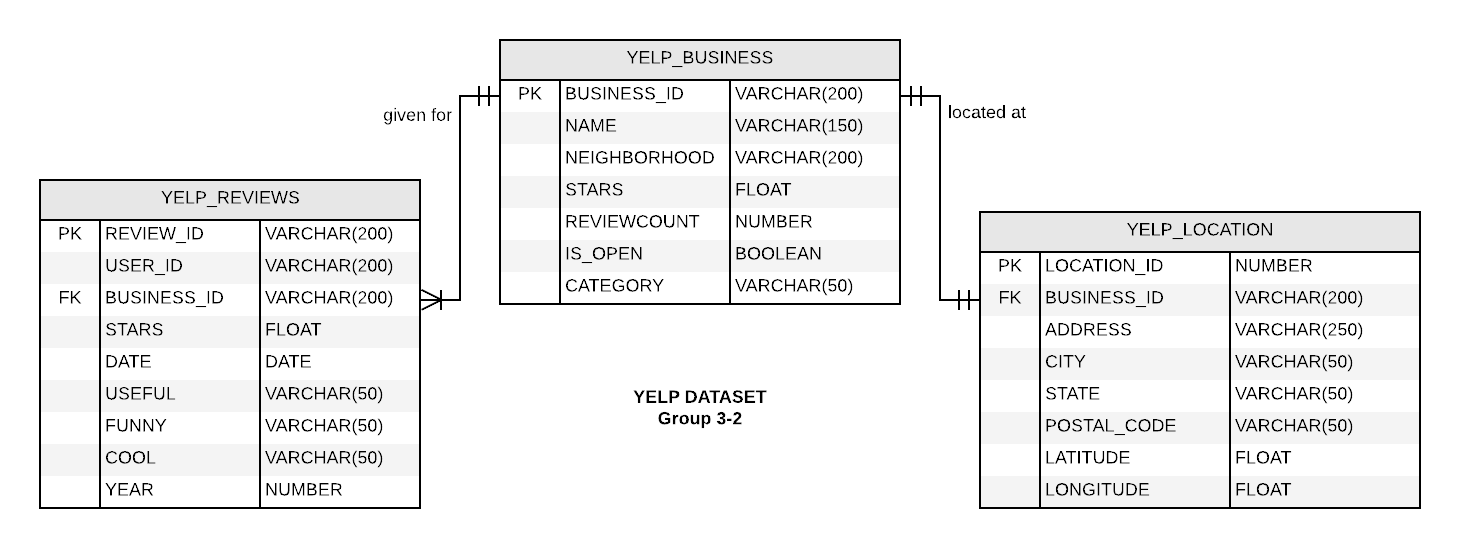 YELP_BUSINESS
PK BUSINESS_ID VARCHAR(200)
NAME VARCHAR(150)
NEIGHBORHOOD VARCHAR(200)
STARS FLOAT
REVIEWCOUNT NUMBER
IS_OPEN BOOLEAN
CATEGORY VARCHAR(50)
given for
located at
YELP_REVIEWS
PK REVIEW_ID VARCHAR(200)
USER_ID VARCHAR(200)
FK BUSINESS_ID VARCHAR(200)
STARS FLOAT
DATE DATE
USEFUL VARCHAR(50)
FUNNY VARCHAR(50)
COOL VARCHAR(50)
YEAR NUMBER
YELP_LOCATION
PK LOCATION_ID NUMBER
FK BUSINESS_ID VARCHAR(200)
ADDRESS VARCHAR(250)
CITY VARCHAR(50)
STATE VARCHAR(50)
POSTAL_CODE VARCHAR(50)
LATITUDE FLOAT
LONGITUDE FLOAT
YELP DATASET
Group 3-2